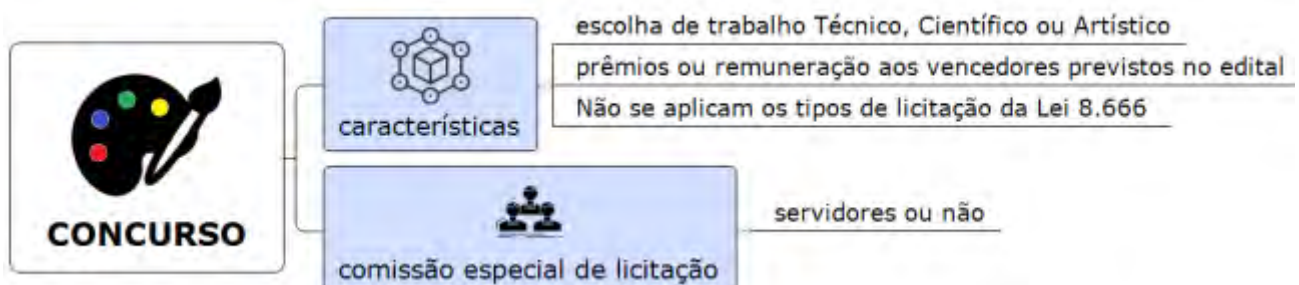 CONCURSO
características
escolha de trabalho Técnico, Científico ou Artístico
prêmios ou remuneração aos vencedores previstos no edital
Não se aplicam os tipos de licitação da Lei 8.666
comissão especial de licitação
servidores ou não